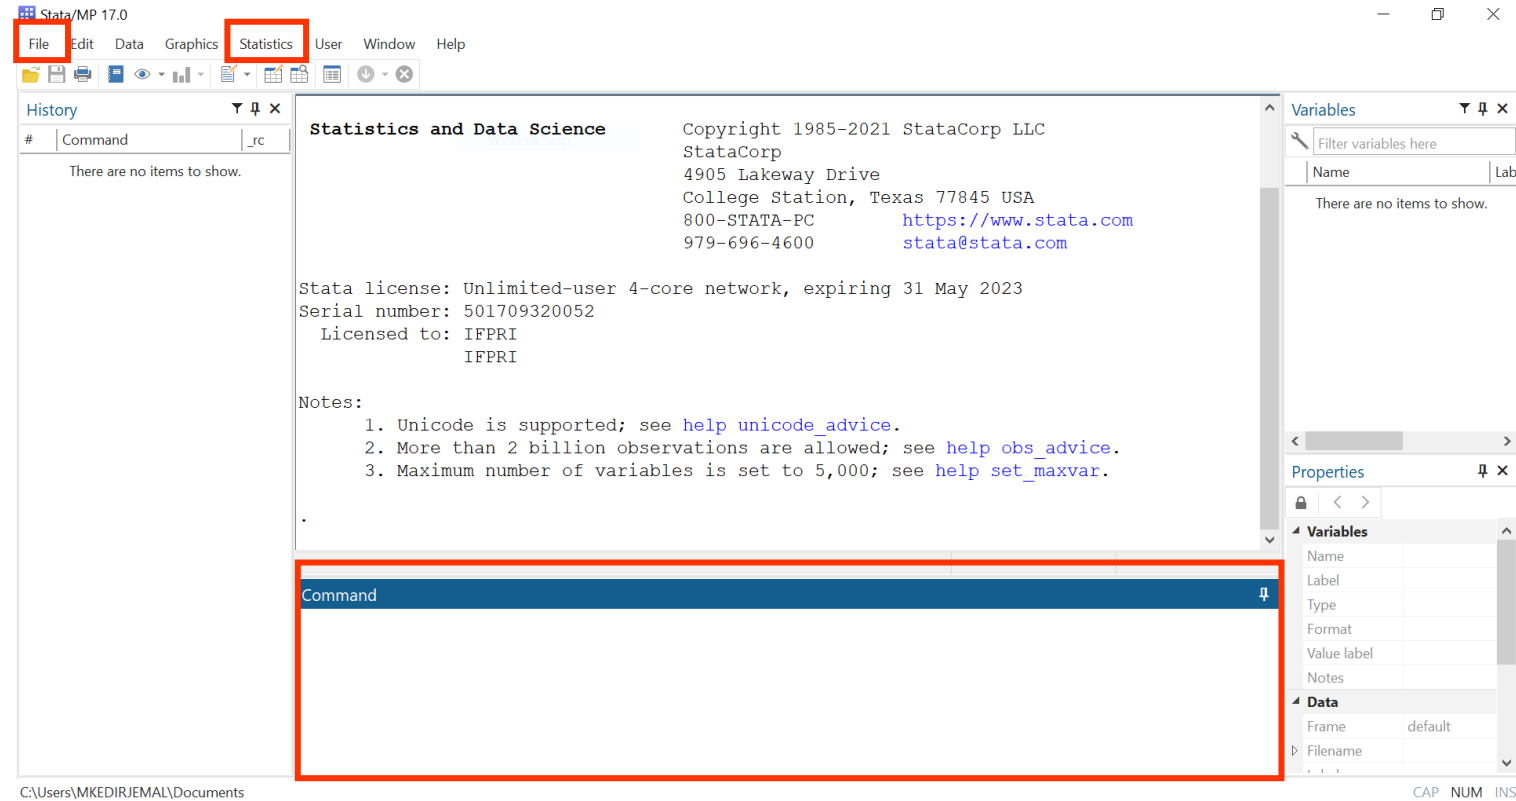 Stata/MP 17.0
File Edit Data Graphics Statistics User Window Help
History
# Command _rc
There are no items to show.
Statistics and Data Science Copyright 1985-2021 StataCorp LLC
StataCorp
4905 Lakeway Drive
College Station, Texas 77845 USA
800-STATA-PC https://www.stata.com
979-696-4600 stata@stata.com
Stata license: Unlimited-user 4-core network, expiring 31 May 2023
Serial number: 501709320052
Licensed to: IFPRI
IFPRI
Notes:
1. Unicode is supported; see help unicode_advice.
2. More than 2 billion observations are allowed; see help obs_advice.
3. Maximum number of variables is set to 5,000; see help set_maxvar.
.
Command
Variables
Filter variables here
Name Lab
There are no items to show.
Properties
Variables
Name
Label
Type
Format
Value label
Notes
Data
Frame default
Filename
C:\Users\MKEDIRJEMAL\Documents
CAP NUM INS